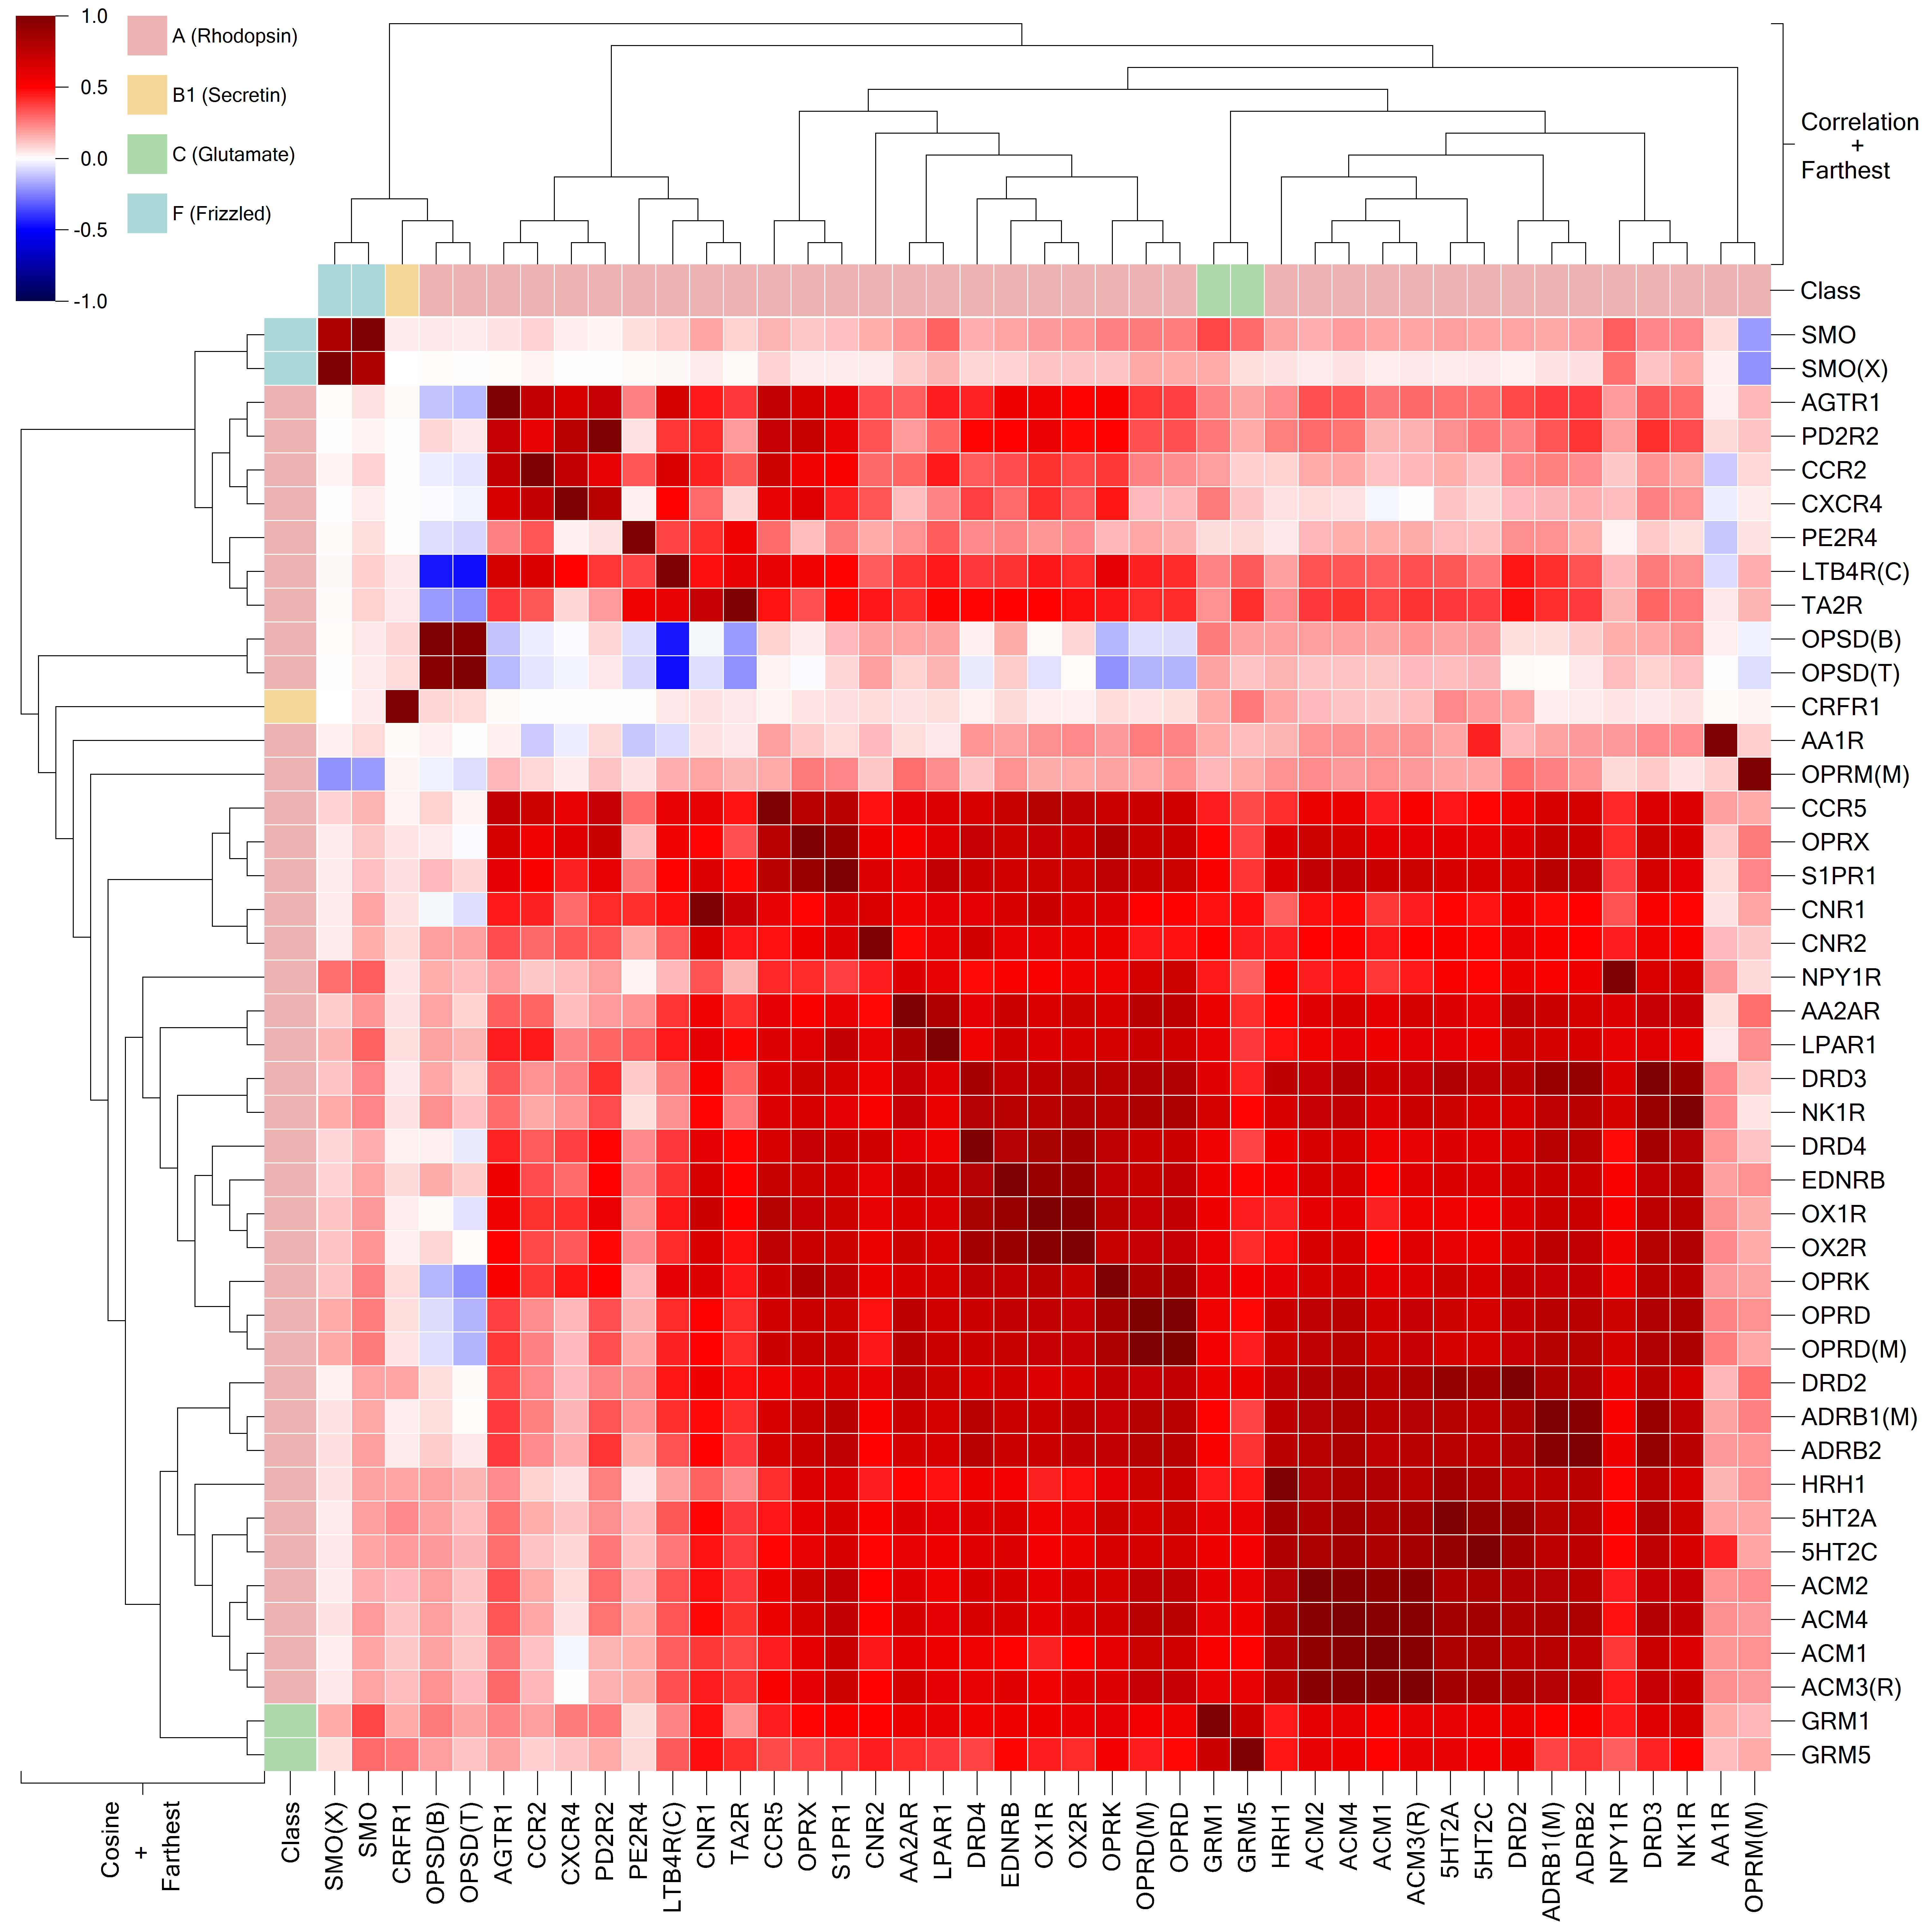 1.0
0.5
0.0
-0.5
-1.0
A (Rhodopsin)
B1 (Secretin)
C (Glutamate)
F (Frizzled)
Correlation
+
Farthest
Class
SMO
SMO(X)
AGTR1
PD2R2
CCR2
CXCR4
PE2R4
LTB4R(C)
TA2R
OPSD(B)
OPSD(T)
CRFR1
AA1R
OPRM(M)
CCR5
OPRX
S1PR1
CNR1
CNR2
NPY1R
AA2AR
LPAR1
DRD3
NK1R
DRD4
EDNRB
OX1R
OX2R
OPRK
OPRD
OPRD(M)
DRD2
ADRB1(M)
ADRB2
HRH1
5HT2A
5HT2C
ACM2
ACM4
ACM1
ACM3(R)
GRM1
GRM5
Cosine
+
Farthest
Class
SMO(X)
SMO
CRFR1
OPSD(B)
OPSD(T)
AGTR1
CCR2
CXCR4
PD2R2
PE2R4
LTB4R(C)
CNR1
TA2R
CCR5
OPRX
S1PR1
CNR2
AA2AR
LPAR1
DRD4
EDNRB
OX1R
OX2R
OPRK
OPRD(M)
OPRD
GRM1
GRM5
HRH1
ACM2
ACM4
ACM1
ACM3(R)
5HT2A
5HT2C
DRD2
ADRB1(M)
ADRB2
NPY1R
DRD3
NK1R
AA1R
OPRM(M)